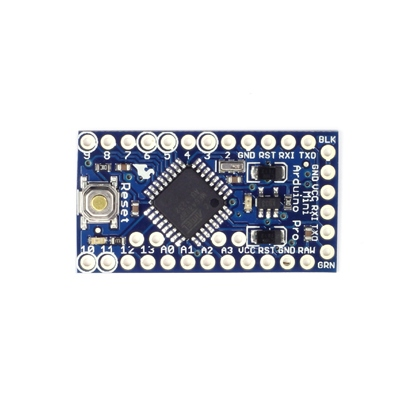 BLK
9 8 7 6 5 4 3 2 GND RST RXI TXO
GND
VCC
RXI
TXO
Arduino Pro
Mini
Reset
10 11 12 13 A0 A1 A2 A3 VCC RST GND RAW
GRN